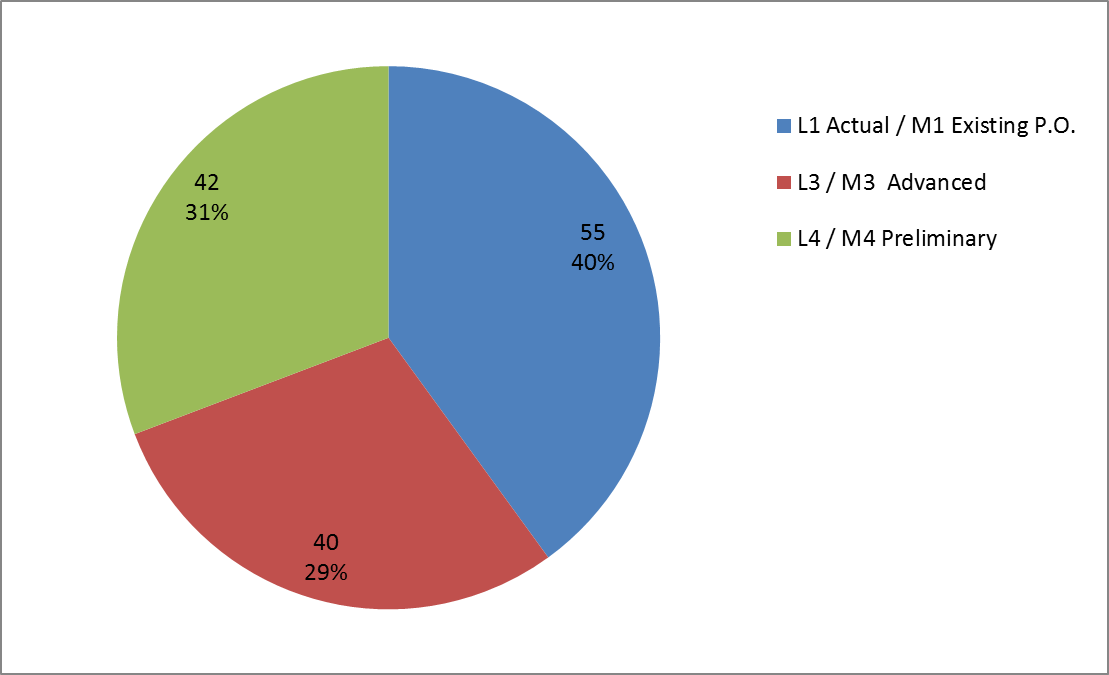 42
31%
55
40%
40
29%
L1 Actual / M1 Existing P.O.
L3 / M3  Advanced
L4 / M4 Preliminary